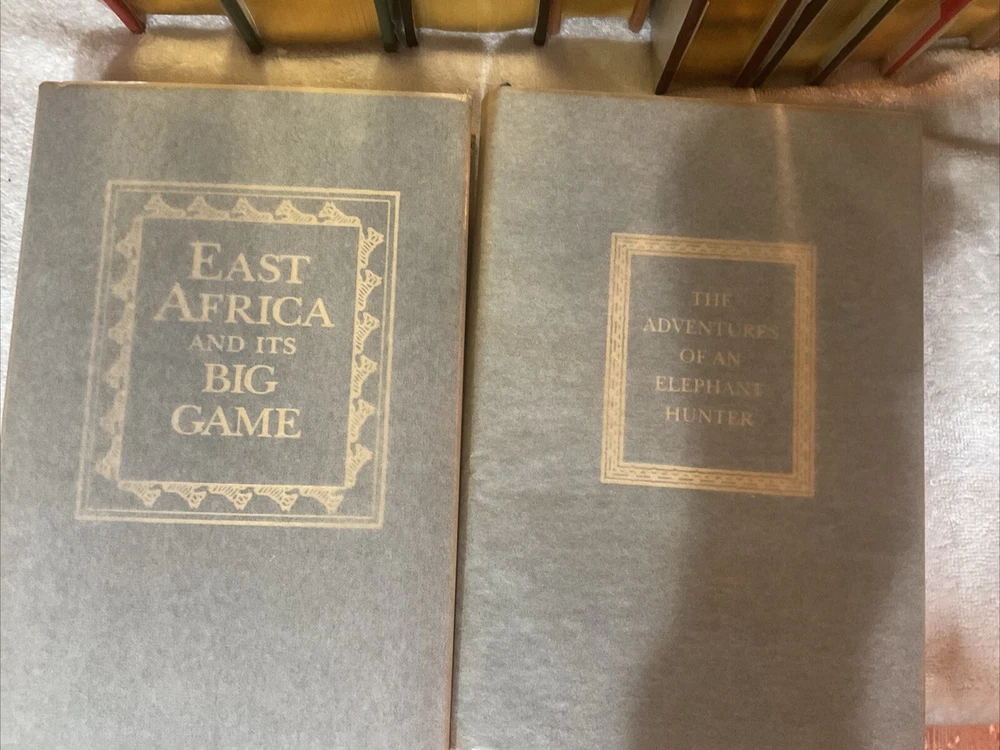 EAST
AFRICA
AND ITS
BIG
GAME
THE
ADVENTURES
OF AN
ELEPHANT
HUNTER